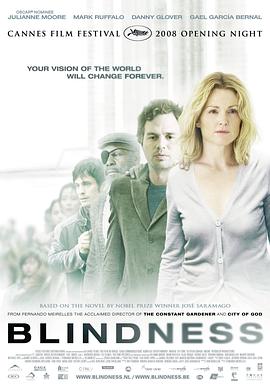 OSCAR® NOMINEE
JULIANNE MOORE MARK RUFFALO DANNY GLOVER GAEL GARCÍA BERNAL
CANNES FILM FESTIVAL 2008 OPENING NIGHT
YOUR VISION OF THE WORLD
WILL CHANGE FOREVER.
BASED ON THE NOVEL BY NOBEL PRIZE WINNER JOSÉ SARAMAGO
FROM FERNANDO MEIRELLES THE ACCLAIMED DIRECTOR OF THE CONSTANT GARDENER AND CITY OF GOD
BLINDNESS
WWW.BLINDNESS.NL / WWW.BLINDNESS.BE